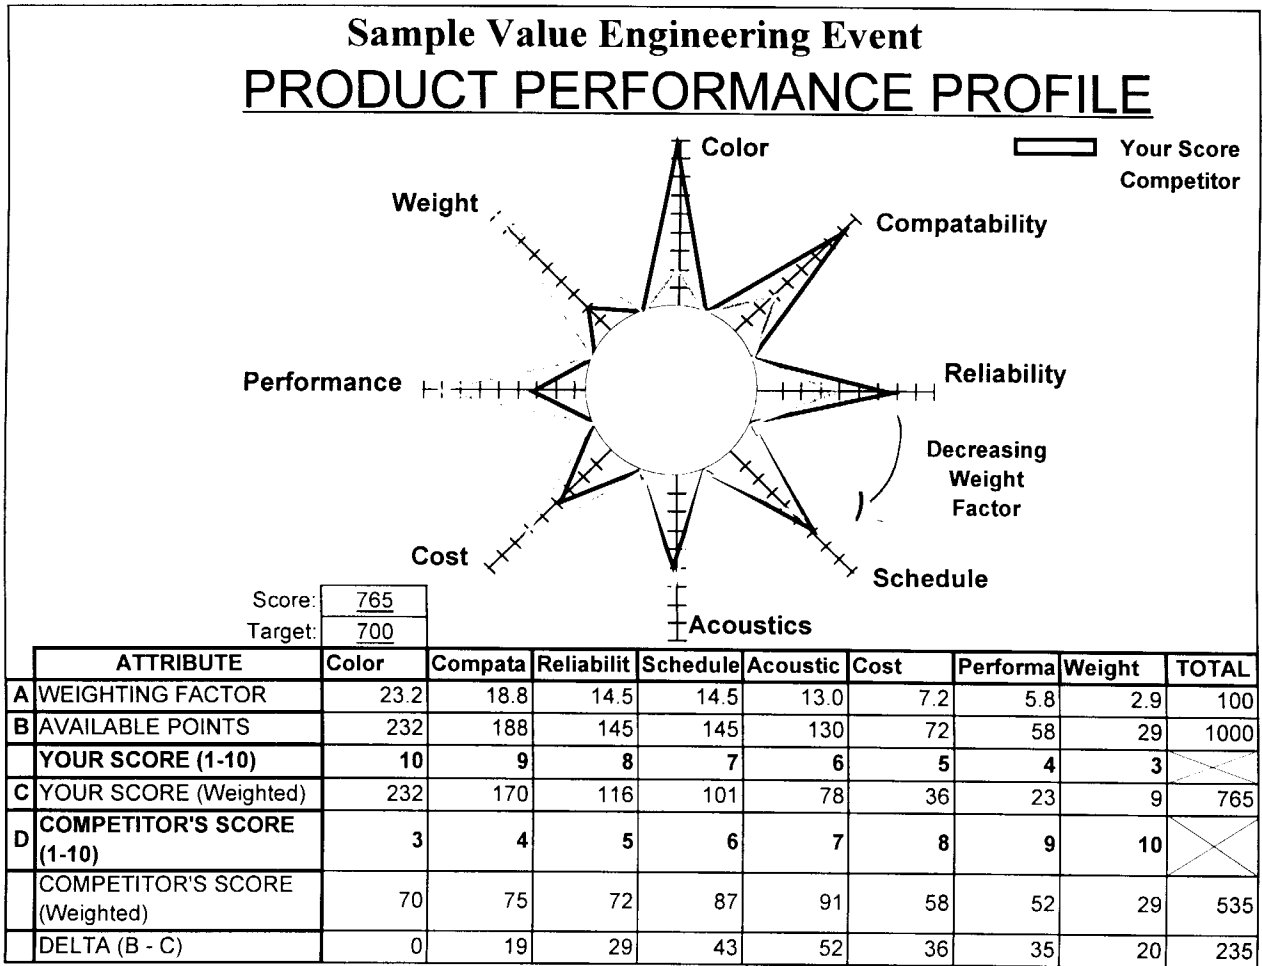 Sample Value Engineering Event
PRODUCT PERFORMANCE PROFILE
Color
Your Score
Competitor
Weight
Compatability
Performance
Reliability
Decreasing
Weight
Factor
Cost
Schedule
Acoustics
Score: 765
Target: 700
ATTRIBUTE Color Compata Reliabilit Schedule Acoustic Cost Performa Weight TOTAL
A WEIGHTING FACTOR 23.2 18.8 14.5 14.5 13.0 7.2 5.8 2.9 100
B AVAILABLE POINTS 232 188 145 145 130 72 58 29 1000
YOUR SCORE (1-10) 10 9 8 7 6 5 4 3
C YOUR SCORE (Weighted) 232 170 116 101 78 36 23 9 765
D COMPETITOR'S SCORE
(1-10) 3 4 5 6 7 8 9 10
COMPETITOR'S SCORE
(Weighted) 70 75 72 87 91 58 52 29 535
DELTA (B - C) 0 19 29 43 52 36 35 20 235